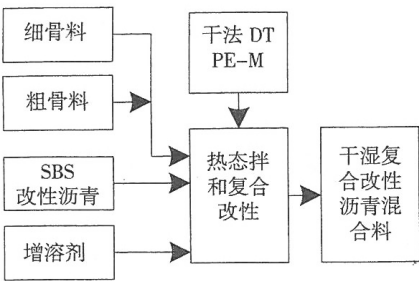 细骨料
干法 DT
PE-M
粗骨料
SBS
改性沥青
热态拌
和复合
改性
干湿复
合改性
沥青混
合料
增溶剂